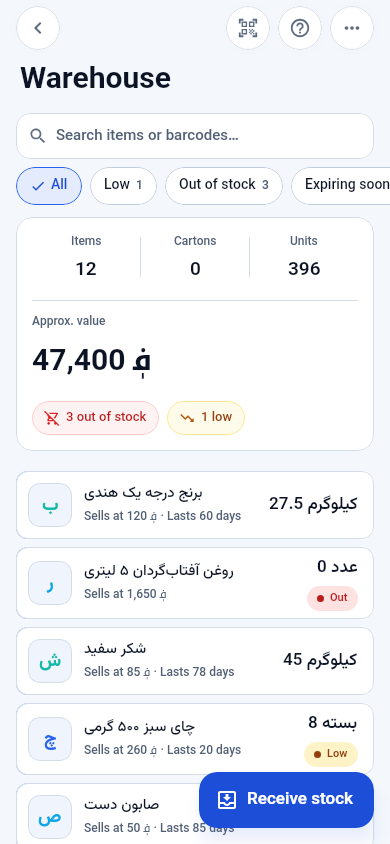 Warehouse
Search items or barcodes...
All
Low 1
Out of stock 3
Expiring soon
Items
Cartons
Units
12
0
396
Approx. value
47,400 ؋
3 out of stock
1 low
ب
برنج درجه یک هندی
Sells at 120 ؋ · Lasts 60 days
27.5 کیلوگرم
ر
روغن آفتاب‌گردان ۵ لیتری
Sells at 1,650 ؋
0 عدد
Out
ش
شکر سفید
Sells at 85 ؋ · Lasts 78 days
45 کیلوگرم
چ
چای سبز ۵۰۰ گرمی
Sells at 260 ؋ · Lasts 20 days
8 بسته
Low
ص
صابون دست
Sells at 50 ؋ · Lasts 85 days
Receive stock